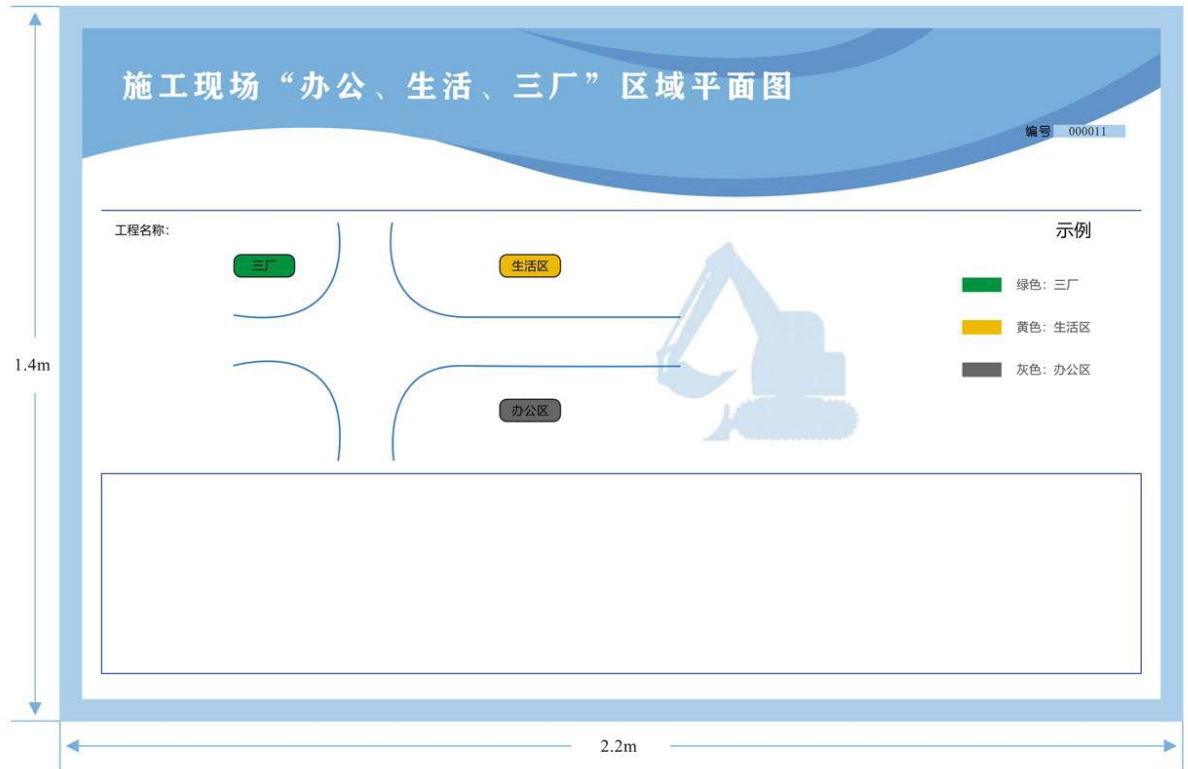 施工现场“办公、生活、三厂”区域平面图
编号 000011
工程名称:
示例
三厂
生活区
绿色：三厂
黄色：生活区
1.4m
灰色：办公区
办公区
2.2m